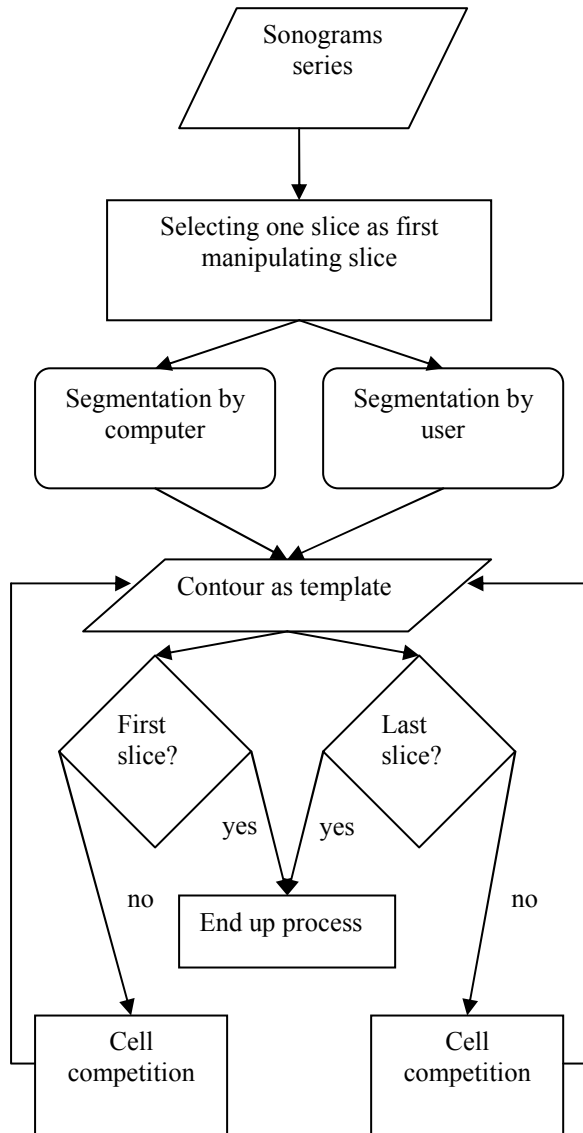 Sonograms
series
Selecting one slice as first
manipulating slice
Segmentation by
computer
Segmentation by
user
Contour as template
First
slice?
Last
slice?
yes
yes
no
no
End up process
Cell
competition
Cell
competition